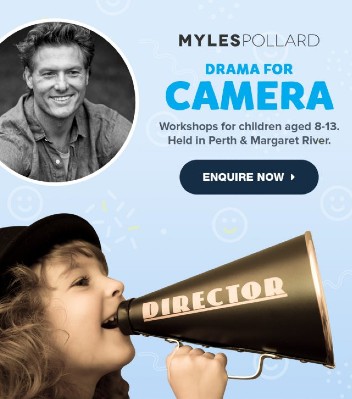 MYLESPOLLARD
DRAMA FOR
CAMERA
Workshops for children aged 8-13.
Held in Perth & Margaret River.
ENQUIRE NOW
DIRECTOR